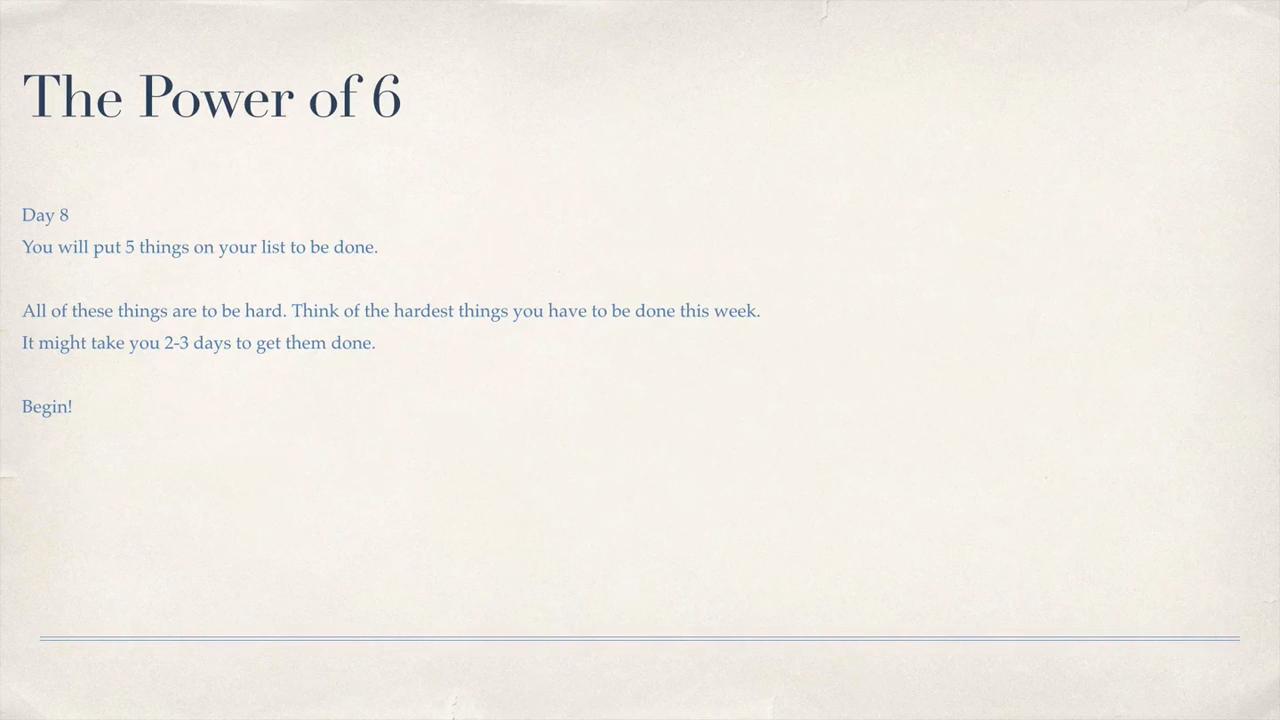 The Power of 6
Day 8
You will put 5 things on your list to be done.
All of these things are to be hard. Think of the hardest things you have to be done this week.
It might take you 2-3 days to get them done.
Begin!